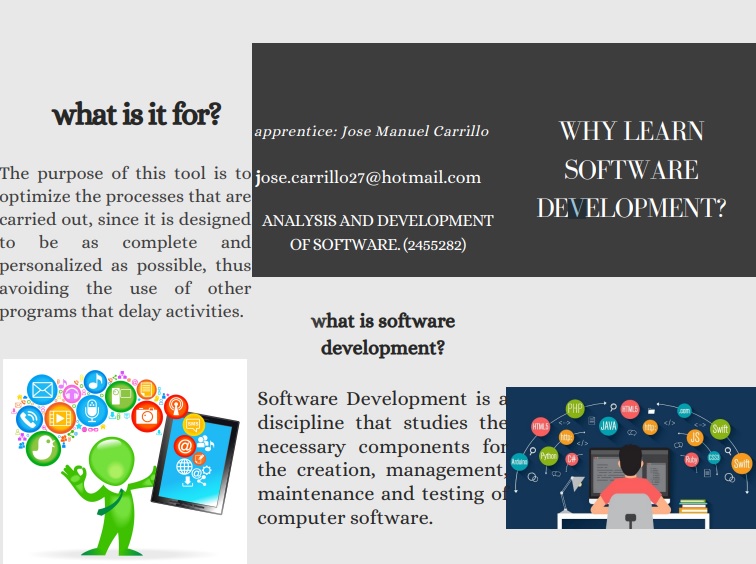 what is it for?
The purpose of this tool is to
optimize the processes that are
carried out, since it is designed
to be as complete and
personalized as possible, thus
avoiding the use of other
programs that delay activities.
apprentice: Jose Manuel Carrillo
jose.carrillo27@hotmail.com
ANALYSIS AND DEVELOPMENT
OF SOFTWARE. (2455282)
what is software
development?
Software Development is a
discipline that studies the
necessary components for
the creation, management,
maintenance and testing of
computer software.
WHY LEARN
SOFTWARE
DEVELOPMENT?
PHP
HTML5
.com
HTML5
http
JAVA
http
JS
Swift
Arduino
Python
C#
Ruby
CSS
Swift